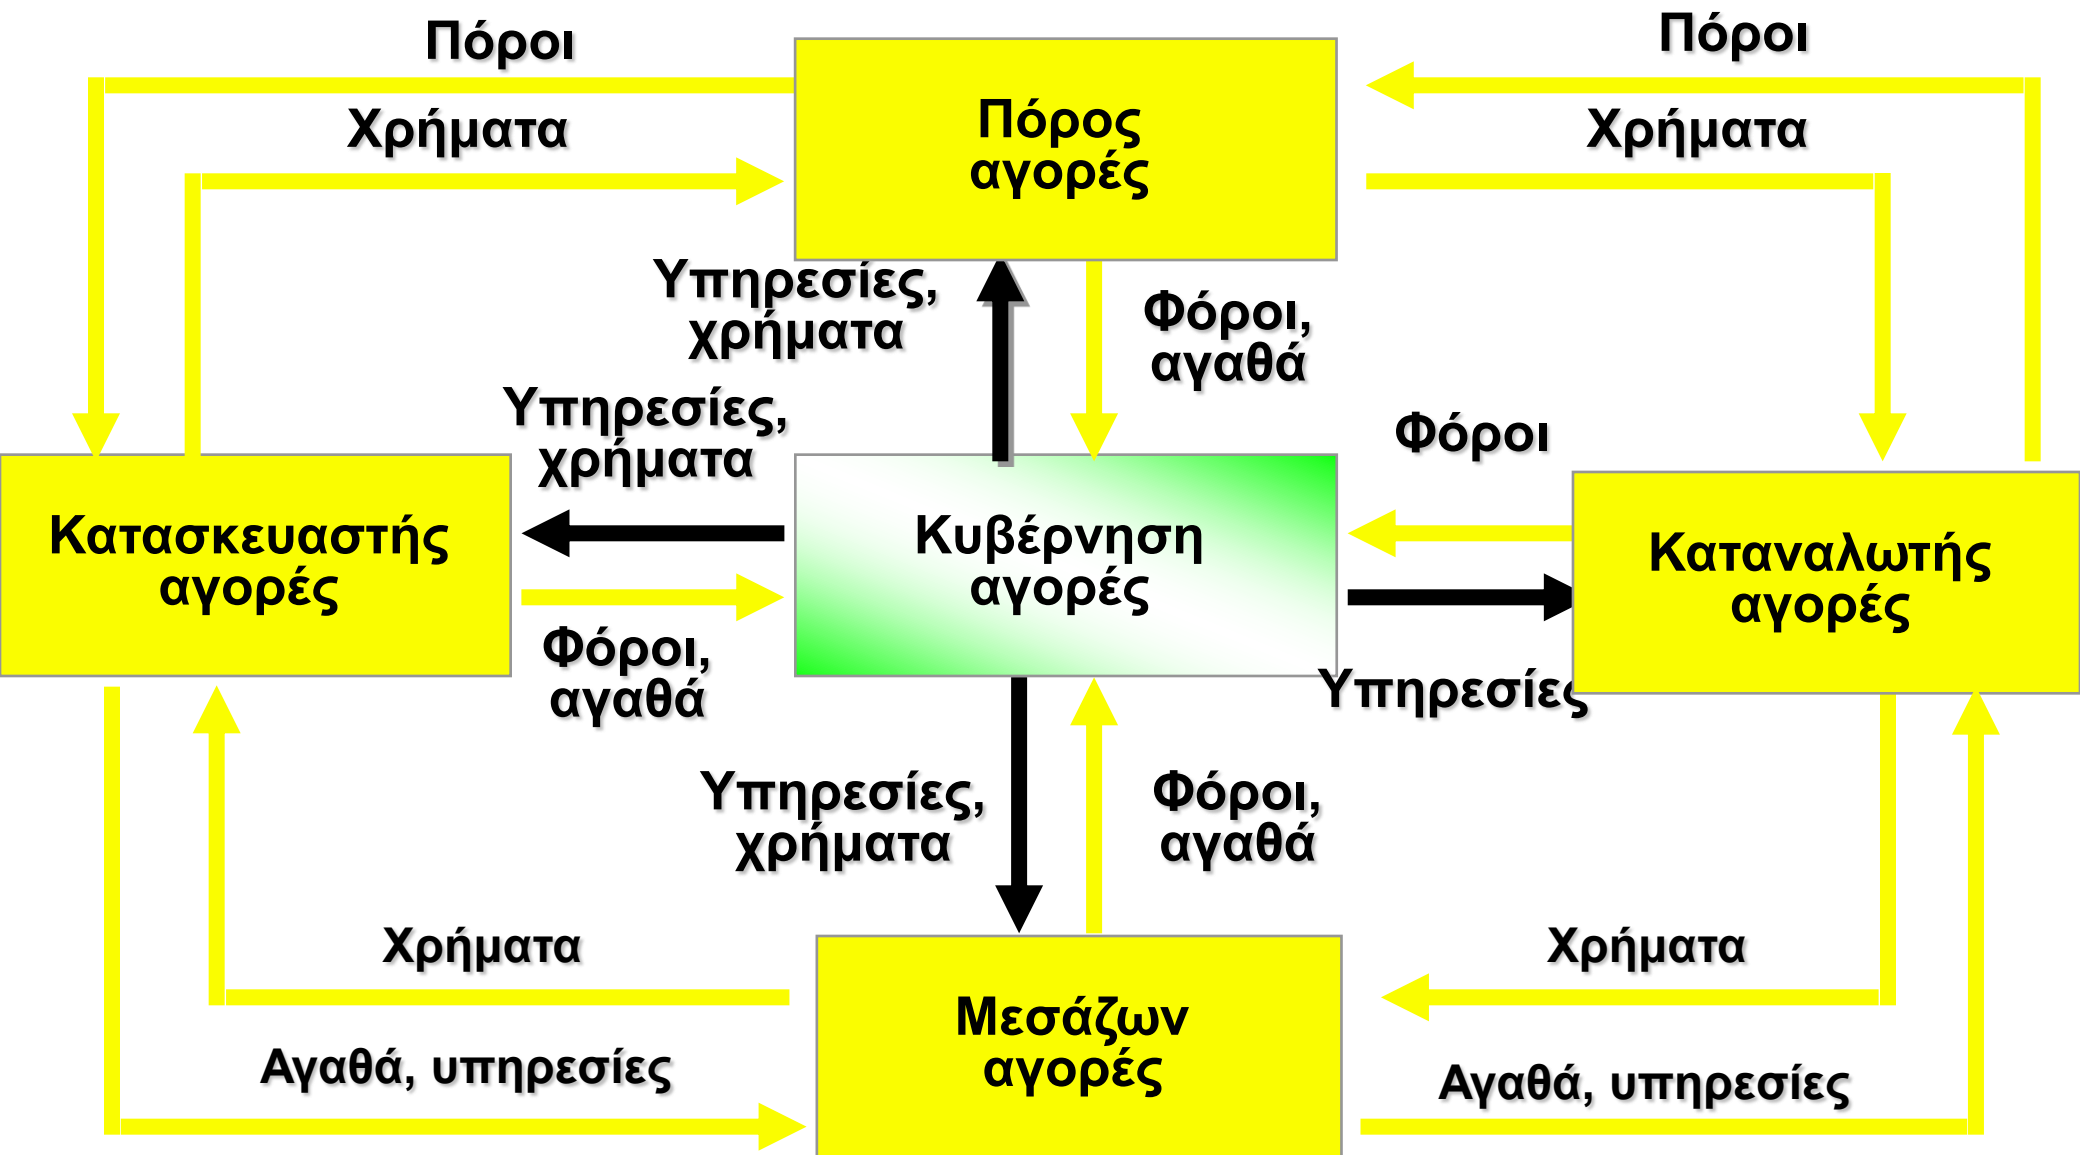 Πόροι
Πόροι
Χρήματα
Πόρος
αγορές
Χρήματα
Υπηρεσίες,
χρήματα
Φόροι,
αγαθά
Υπηρεσίες,
χρήματα
Φόροι
Κατασκευαστής
αγορές
Κυβέρνηση
αγορές
Καταναλωτής
αγορές
Φόροι,
αγαθά
Υπηρεσίες
Υπηρεσίες,
χρήματα
Φόροι,
αγαθά
Χρήματα
Χρήματα
Μεσάζων
αγορές
Αγαθά, υπηρεσίες
Αγαθά, υπηρεσίες